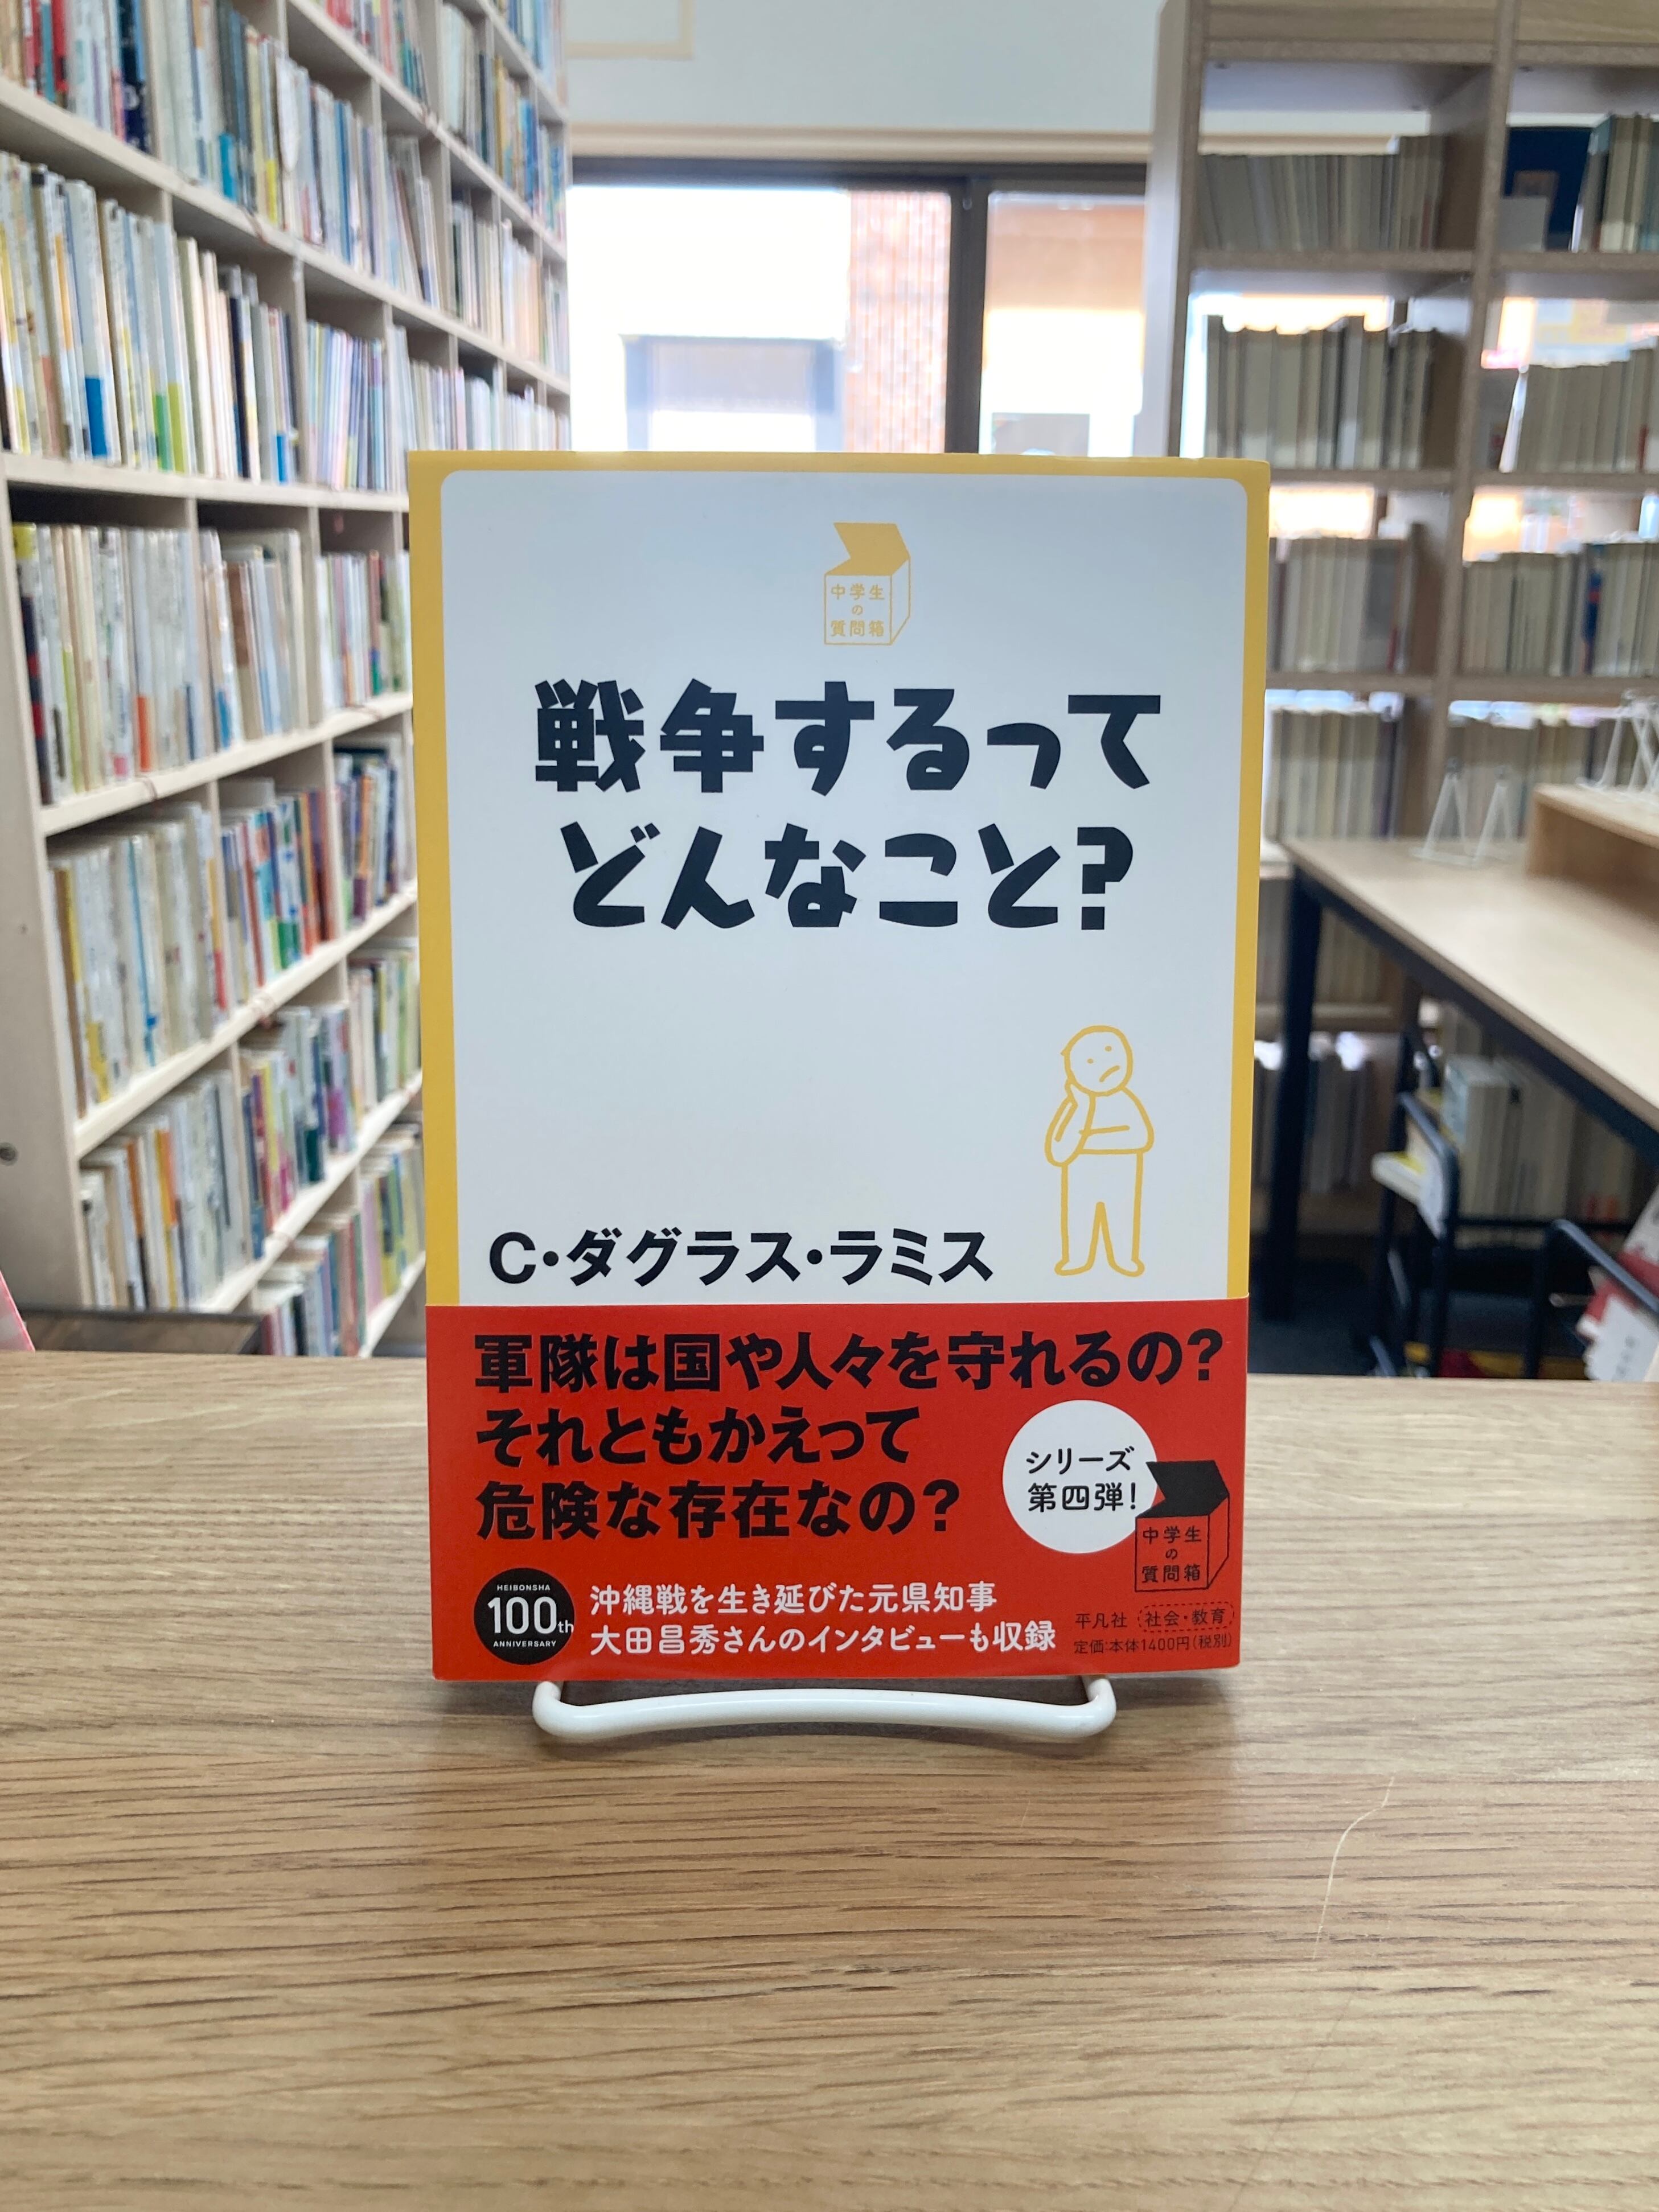 中学生
の
質問箱
戦争するって
どんなこと?
C・ダグラス・ラミス
軍隊は国や人々を守れるの?
それともかえって
危険な存在なの?
シリーズ
第四弾!
中学生
の
質問箱
HEIBONSHA
100th
ANNIVERSARY
沖縄戦を生き延びた元県知事
大田昌秀さんのインタビューも収録
平凡社 社会・教育
定価:本体1400円(税別)